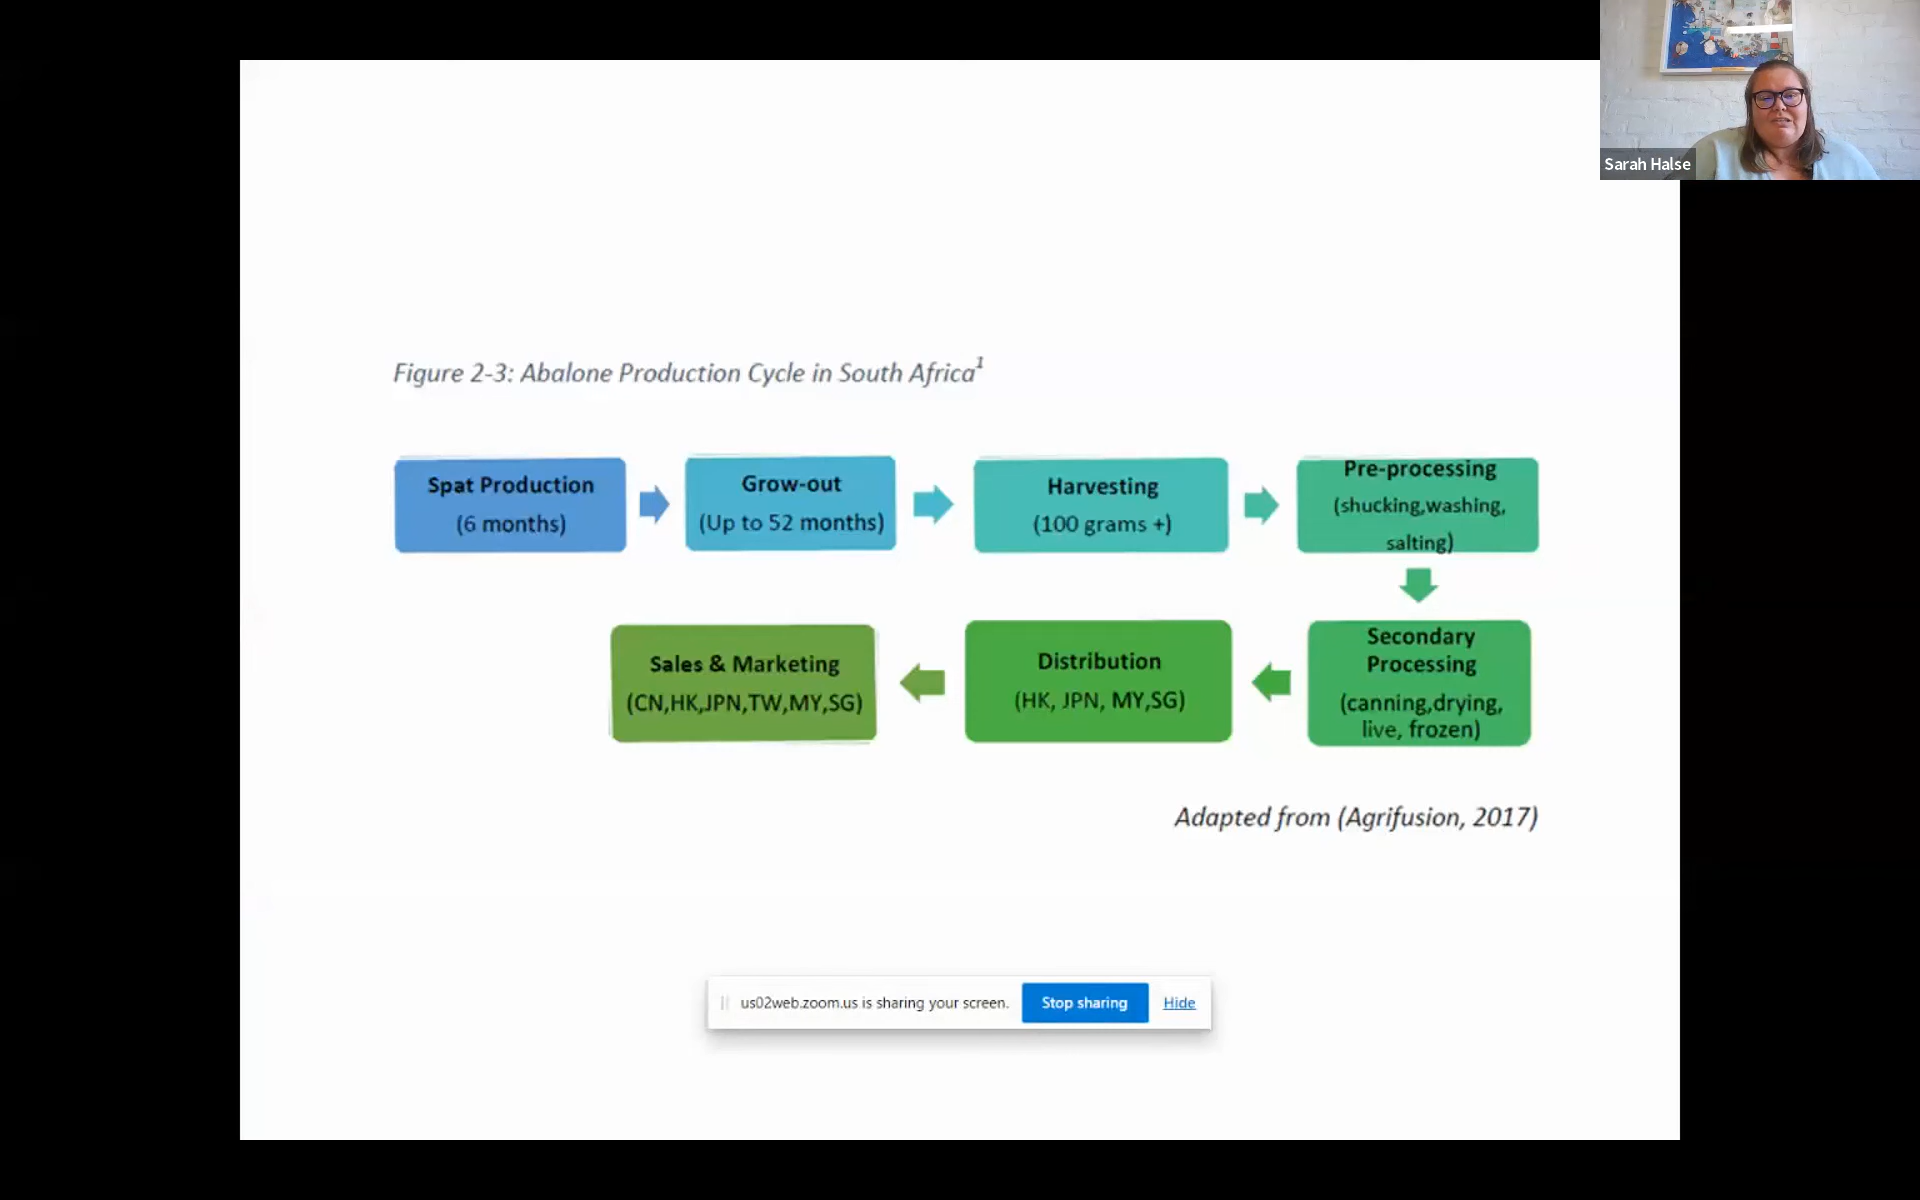 Sarah Halse
Figure 2-3: Abalone Production Cycle in South Africa1
Spat Production
(6 months)
Grow-out
(Up to 52 months)
Harvesting
(100 grams +)
Pre-processing
(shucking,washing,
salting)
Secondary
Processing
(canning,drying,
live, frozen)
Distribution
(HK, JPN, MY,SG)
Sales & Marketing
(CN,HK,JPN,TW,MY,SG)
Adapted from (Agrifusion, 2017)
us02web.zoom.us is sharing your screen.
Stop sharing
Hide